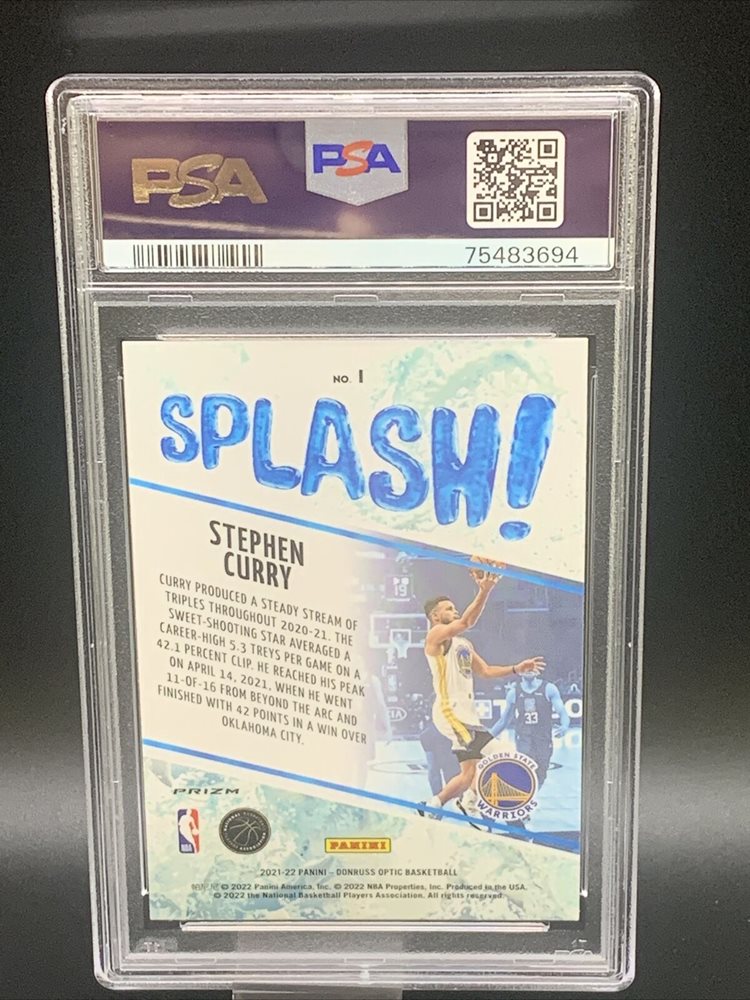 PSA
PSA
75483694
NO. 1
SPLASH!
STEPHEN
CURRY
CURRY PRODUCED A STEADY STREAM OF
TRIPLES THROUGHOUT 2020-21. THE
SWEET-SHOOTING STAR AVERAGED A
CAREER-HIGH 5.3 TREYS PER GAME ON A
42.1 PERCENT CLIP. HE REACHED HIS PEAK
ON APRIL 14, 2021, WHEN HE WENT
11-OF-16 FROM BEYOND THE ARC AND
FINISHED WITH 42 POINTS IN A WIN OVER
OKLAHOMA CITY.
19
KIA
33
GOLDEN STATE
WARRIORS
PRIZM
NBA
PANINI
2021-22 PANINI – DONRUSS OPTIC BASKETBALL
© 2022 Panini America, Inc. © 2022 NBA Properties, Inc. Produced in the USA.
© 2022 the National Basketball Players Association. All rights reserved.